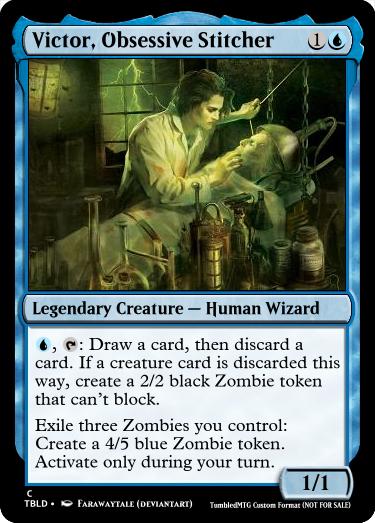 Victor, Obsessive Stitcher 1
Legendary Creature — Human Wizard
, : Draw a card, then discard a
card. If a creature card is discarded this
way, create a 2/2 black Zombie token
that can't block.
Exile three Zombies you control:
Create a 4/5 blue Zombie token.
Activate only during your turn.
1/1
C
TBLD • FARAWAYTALE (DEVIANTART)
TumbledMTG Custom Format (NOT FOR SALE)